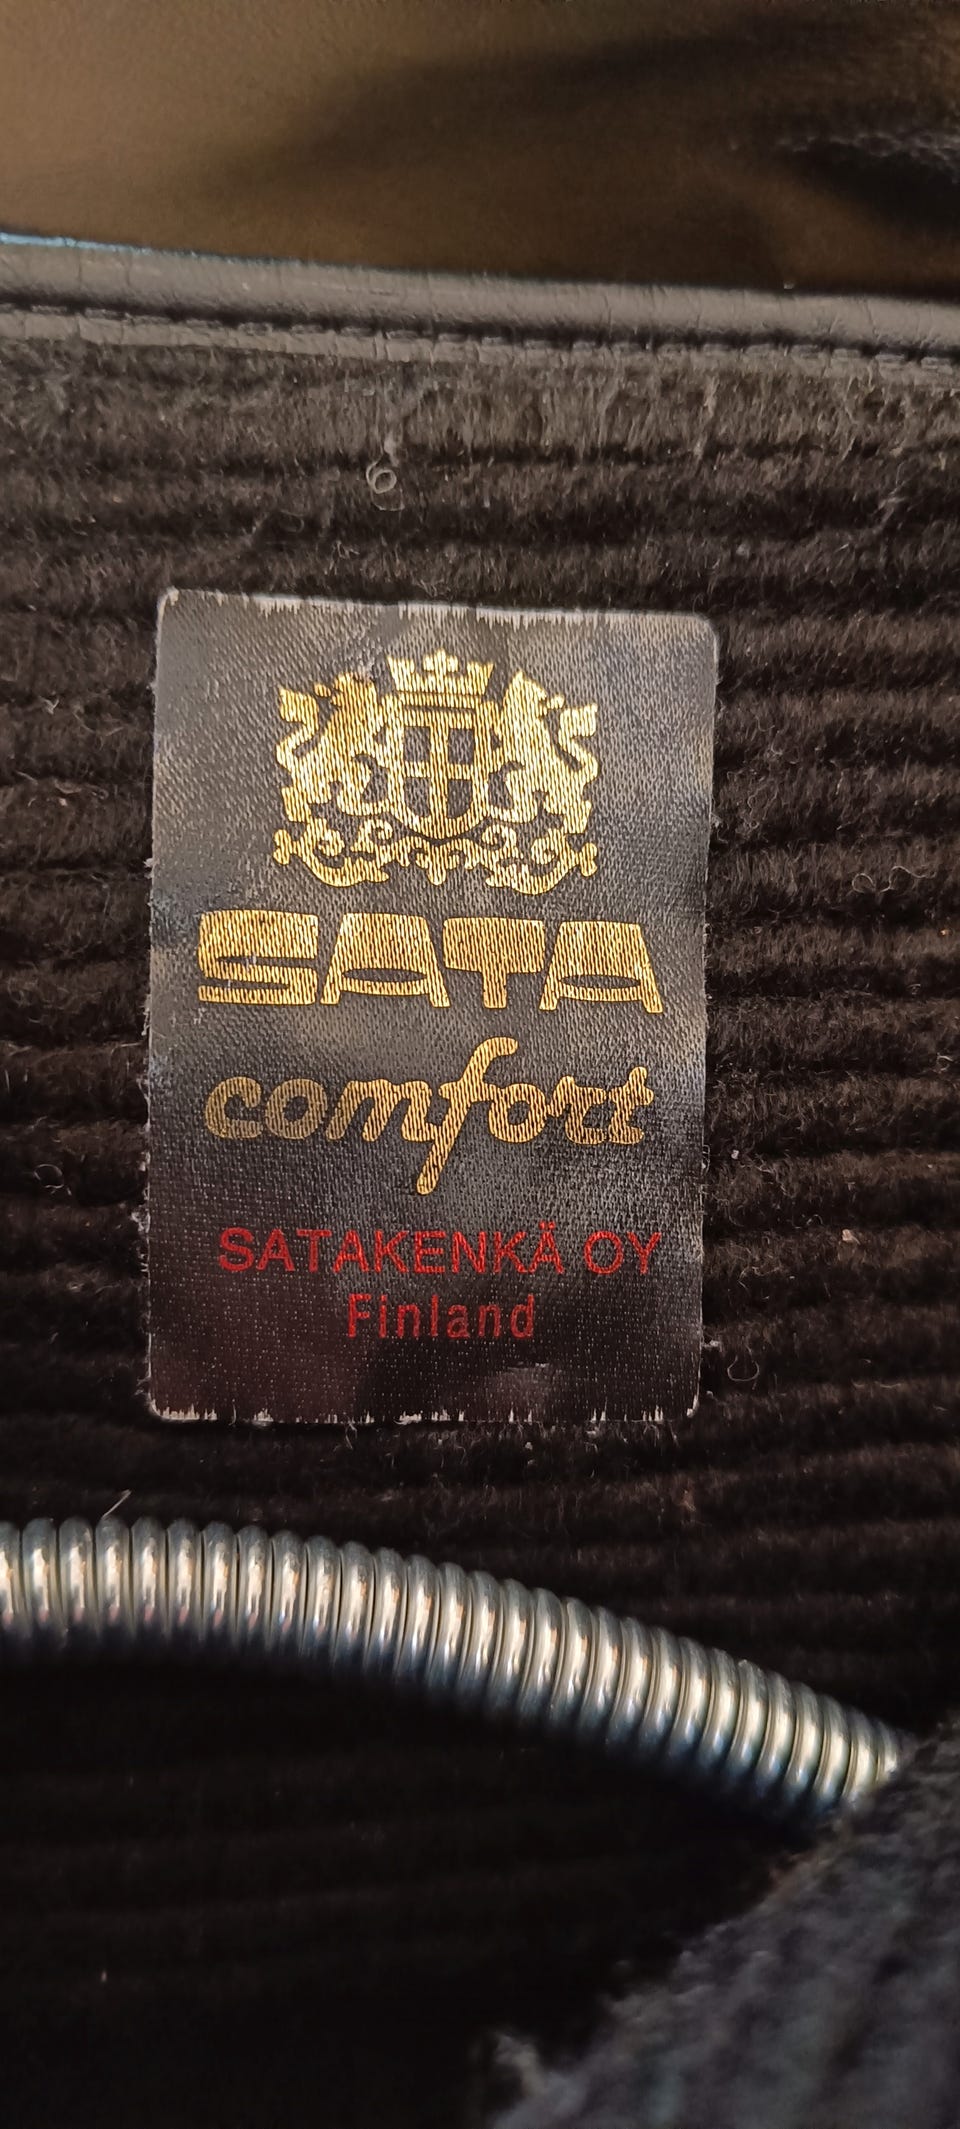 SATA
comfort
SATAKENKÄ OY
Finland